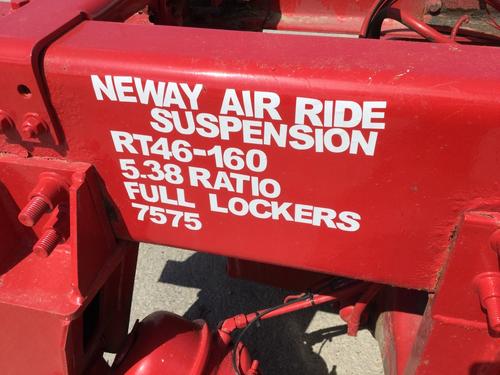 NEWAY AIR RIDE
SUSPENSION
RT46-160
5.38 RATIO
FULL LOCKERS
7575